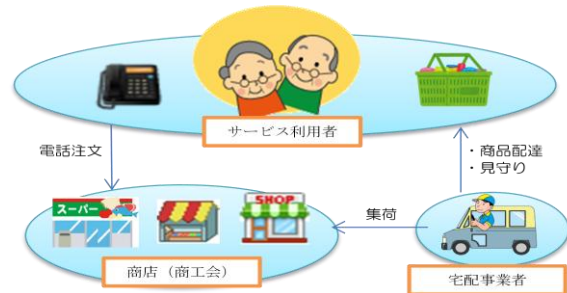 サービス利用者
電話注文
・商品配達
・見守り
スーパー
SHOP
集荷
商店（商工会）
宅配事業者